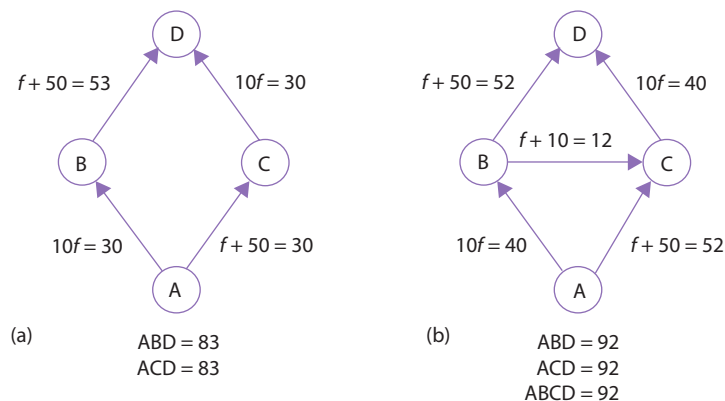 D
f + 50 = 53
10f = 30
B
C
10f = 30
f + 50 = 30
A
(a)
ABD = 83
ACD = 83
D
f + 50 = 52
10f = 40
f + 10 = 12
B
C
10f = 40
f + 50 = 52
A
(b)
ABD = 92
ACD = 92
ABCD = 92